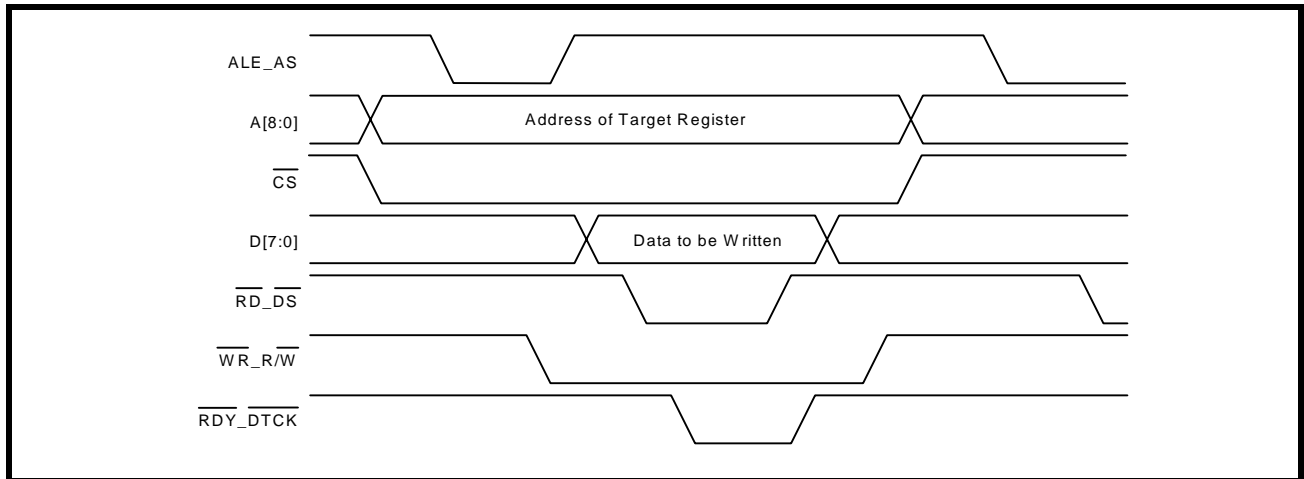 ALE_AS
A[8:0]
Address of Target Register
CS
D[7:0]
Data to be Written
RD_DS
WR_R/W
RDY_DTCK